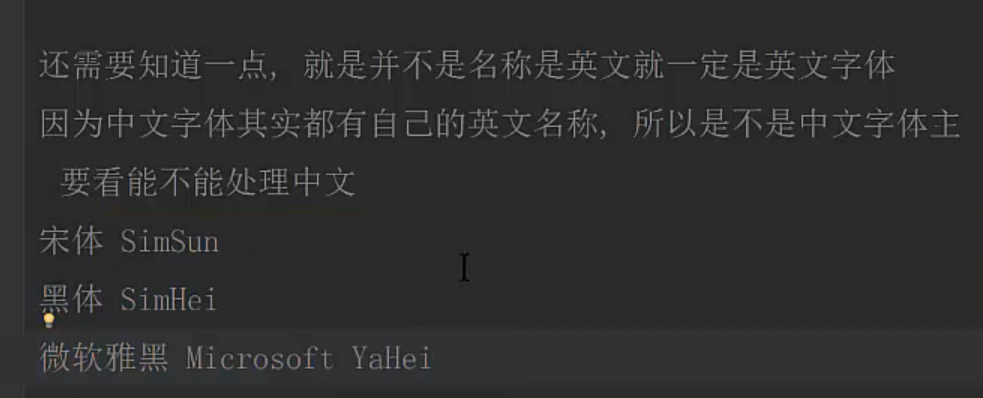 还需要知道一点, 就是并不是名称是英文就一定是英文字体
因为中文字体其实都有自己的英文名称, 所以是不是中文字体主
要看能不能处理中文
宋体 SimSun
黑体 SimHei
微软雅黑 Microsoft YaHei